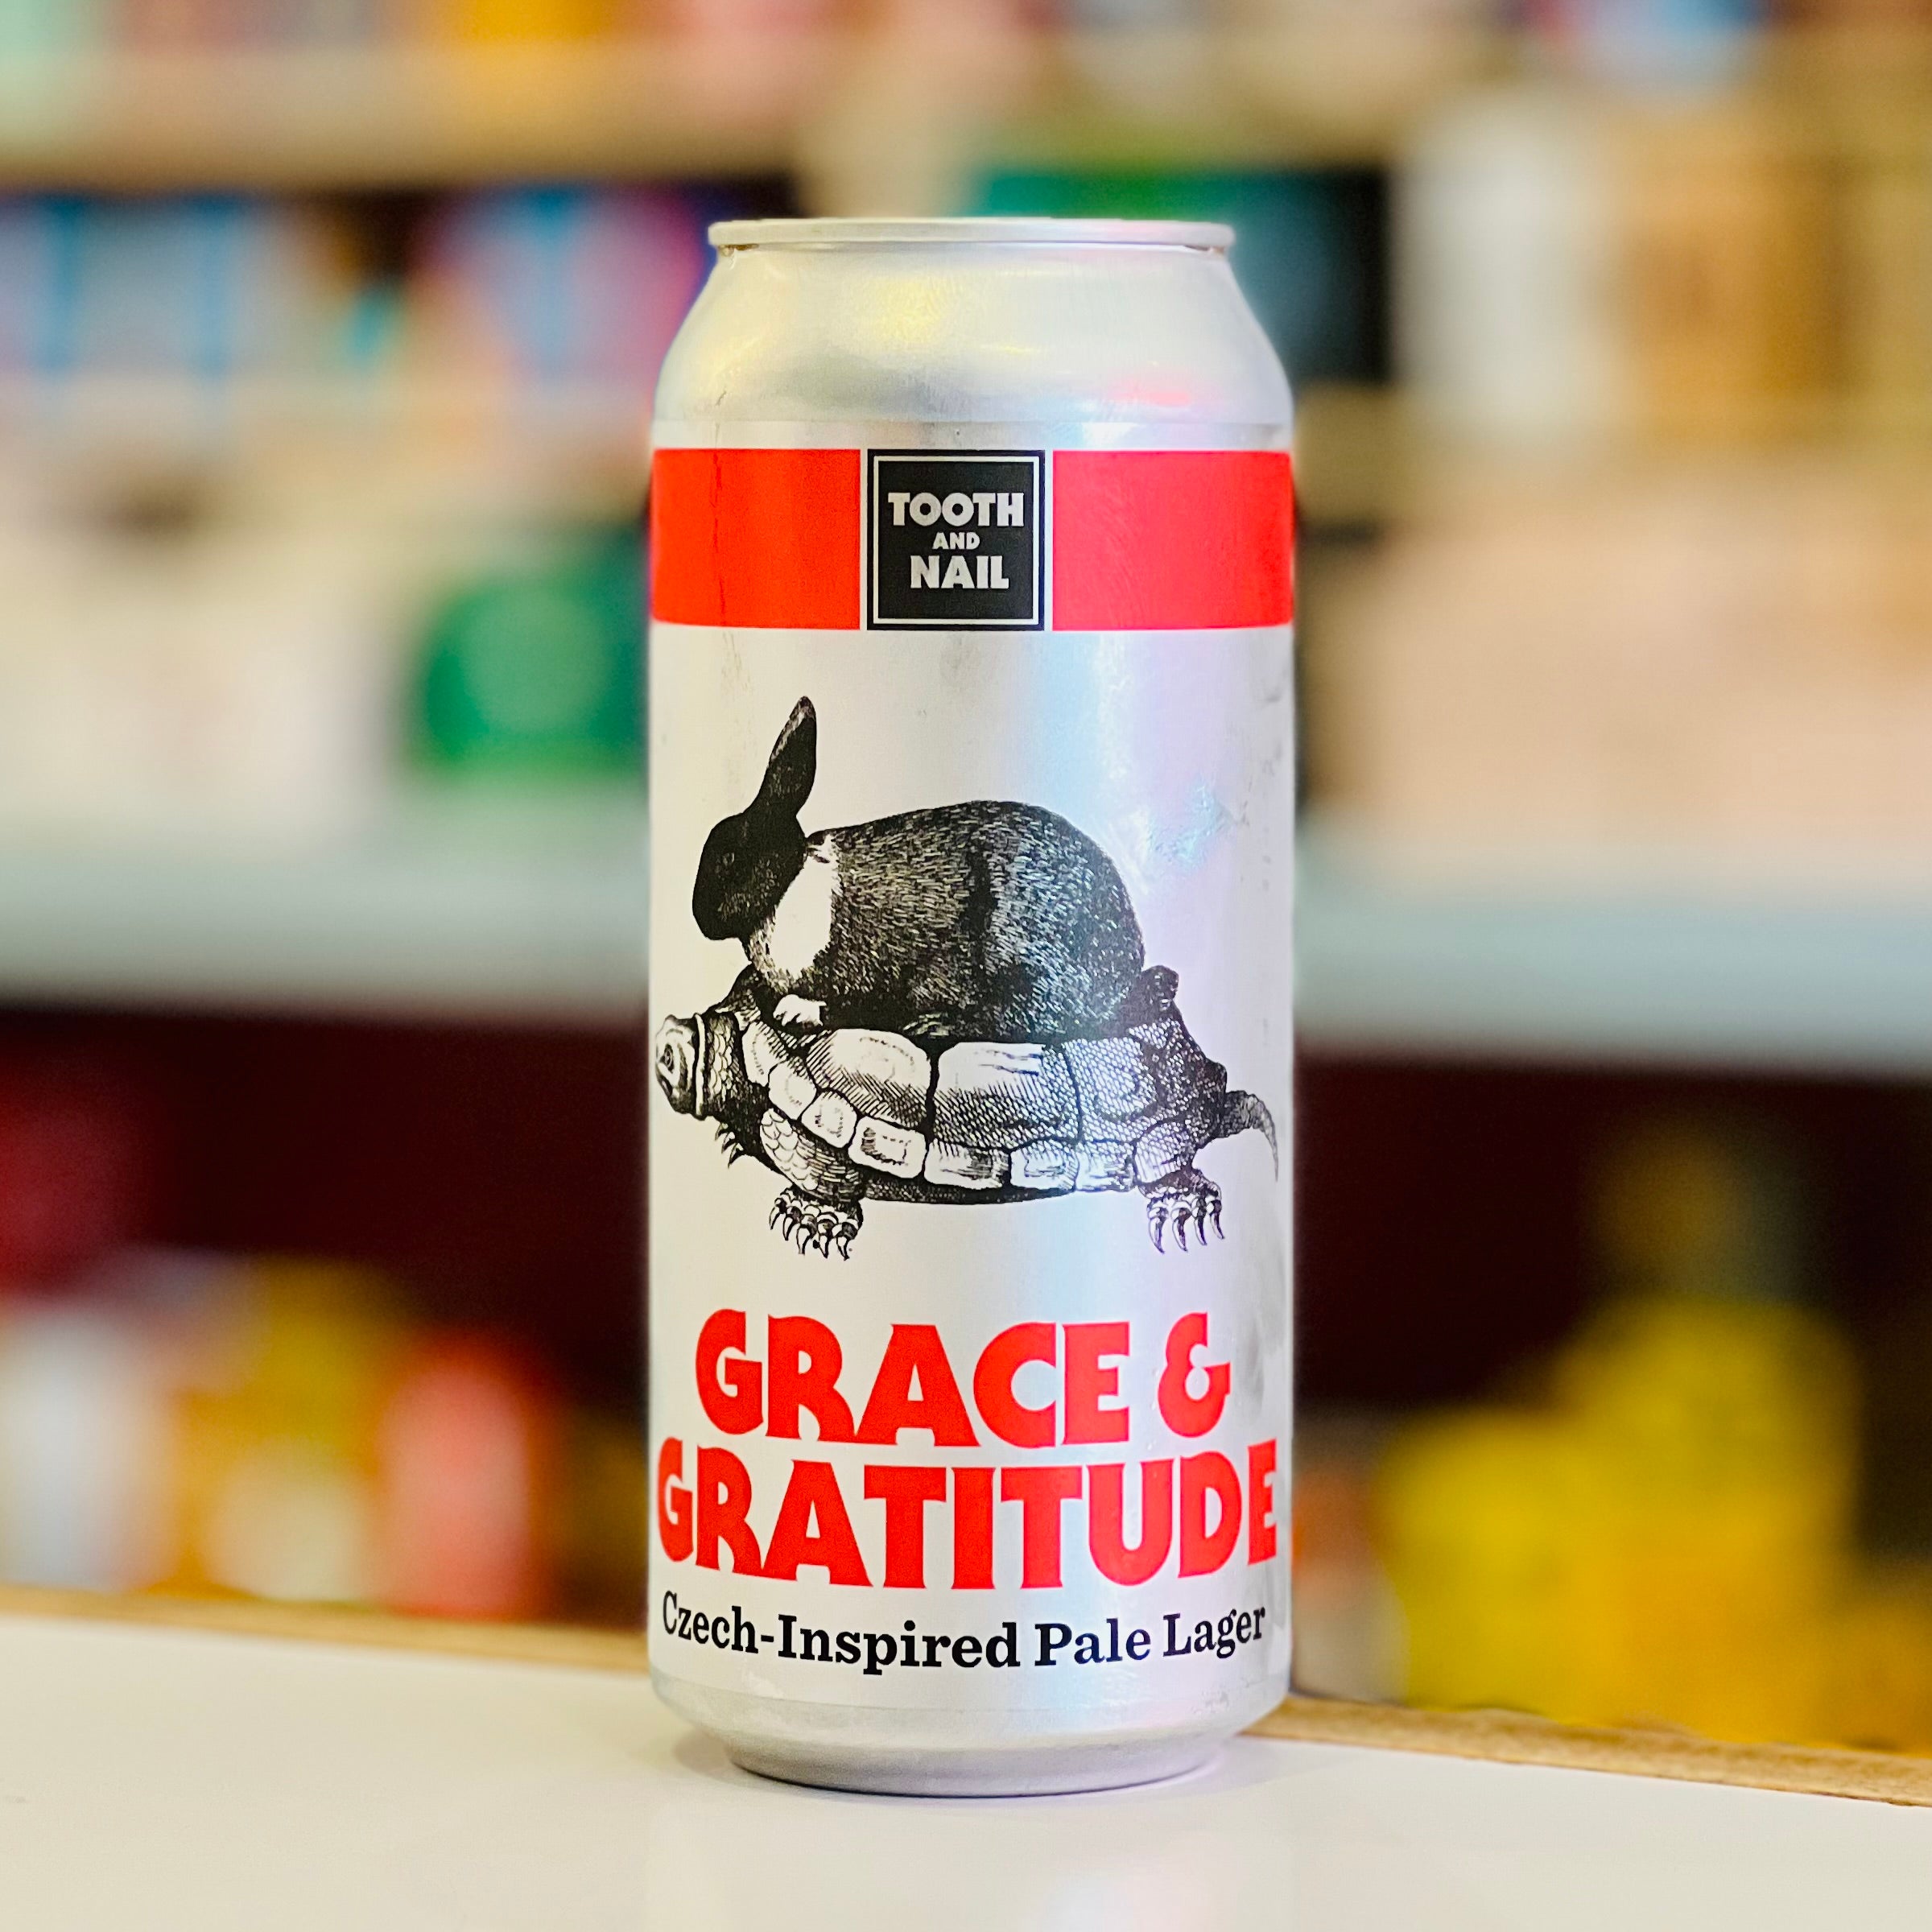 TOOTH
AND
NAIL
GRACE &
GRATITUDE
Czech-Inspired Pale Lager